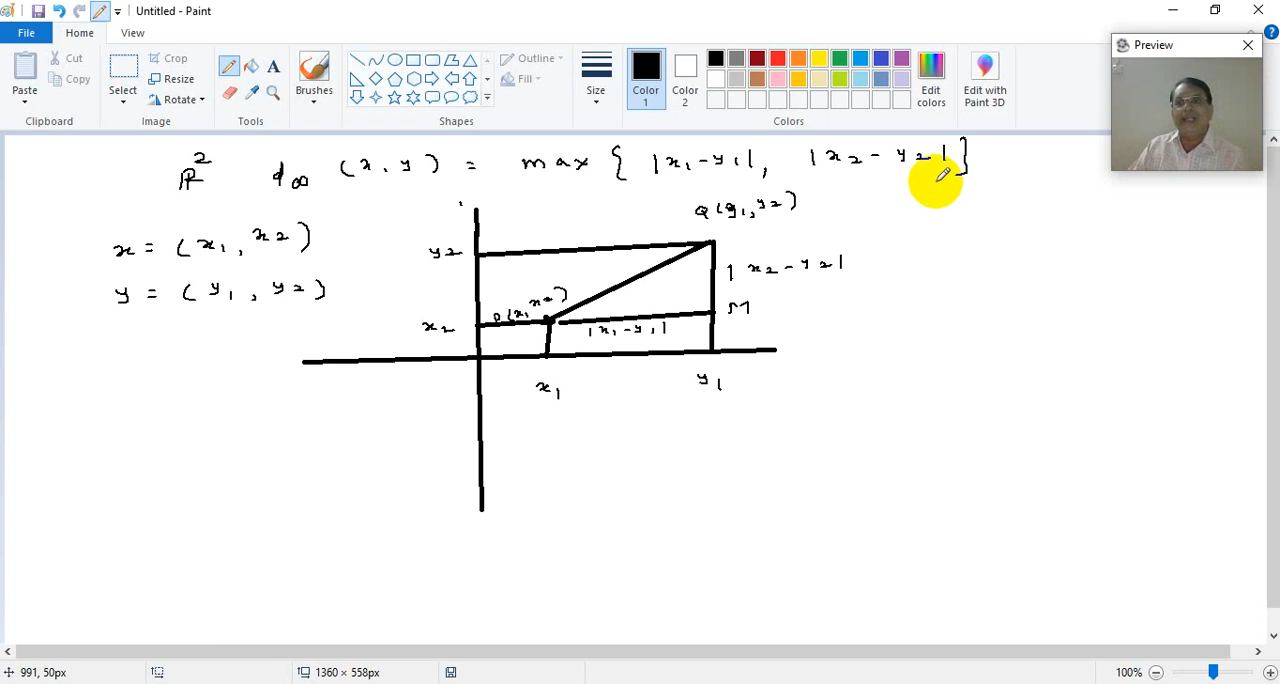 Untitled - Paint
Preview
File Home View
Paste Cut Copy Clipboard
Select Crop Resize Rotate Image
Tools
Brushes
Outline Fill Shapes
Size
Color 1 Color 2 Edit colors Edit with Paint 3D Colors
ℝ² d∞ (x, y) = max { |x₁ - y₁|, |x₂ - y₂| }
Q(y₁, y₂)
x = (x₁, x₂)
y₂
|x₂ - y₂|
y = (y₁, y₂)
P(x₁, x₂)
M
x₂
|x₁ - y₁|
x₁ y₁
991, 50px 1360 × 558px 100%